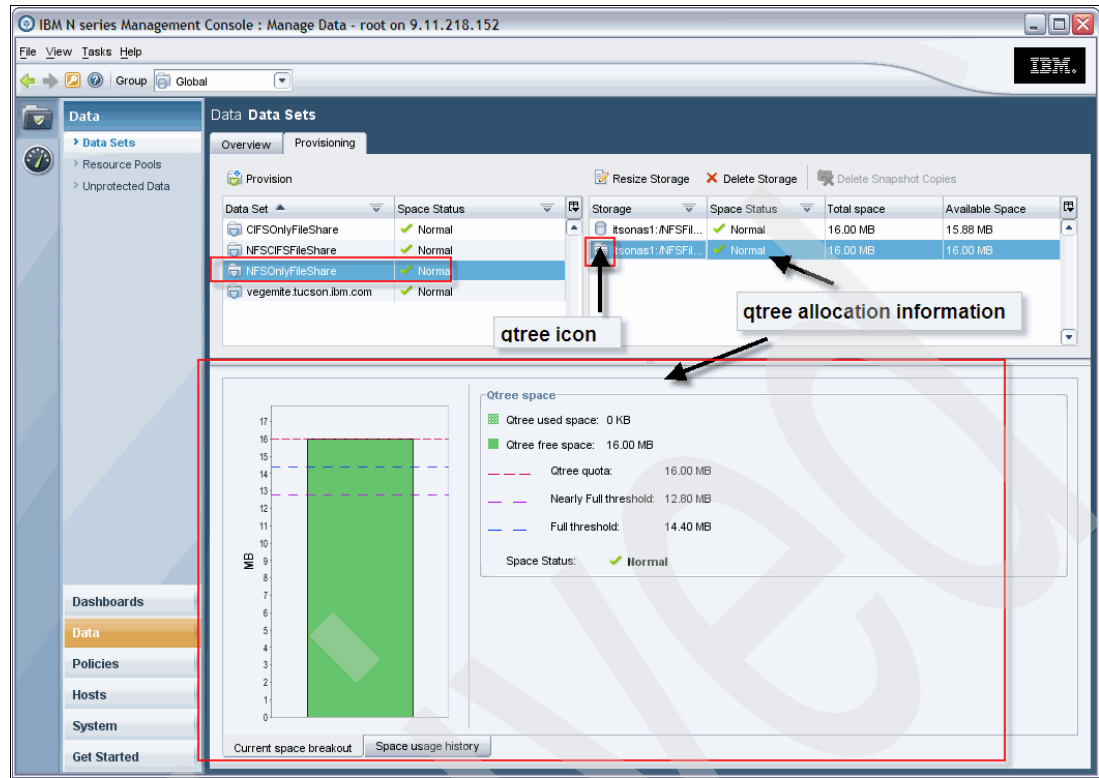 IBM N series Management Console : Manage Data - root on 9.11.218.152
File View Tasks Help
Group Global
IBM.
Data
Data Sets
Resource Pools
Unprotected Data
Dashboards
Data
Policies
Hosts
System
Get Started
Data Data Sets
Overview Provisioning
Provision
Data Set Space Status
CIFSOnlyFileShare Normal
NFSCIFSFileShare Normal
NFSOnlyFileShare Normal
vegemite.tucson.ibm.com Normal
Resize Storage Delete Storage Delete Snapshot Copies
Storage Space Status Total space Available Space
itsonas1:/NFSFil... Normal 16.00 MB 15.88 MB
itsonas1:/NFSFil... Normal 16.00 MB 16.00 MB
qtree icon
qtree allocation information
17
16
15
14
13
12
11
10
9
8
7
6
5
4
3
2
1
0
MB
Qtree space
Qtree used space: 0 KB
Qtree free space: 16.00 MB
Qtree quota: 16.00 MB
Nearly Full threshold: 12.80 MB
Full threshold: 14.40 MB
Space Status: Normal
Current space breakout Space usage history